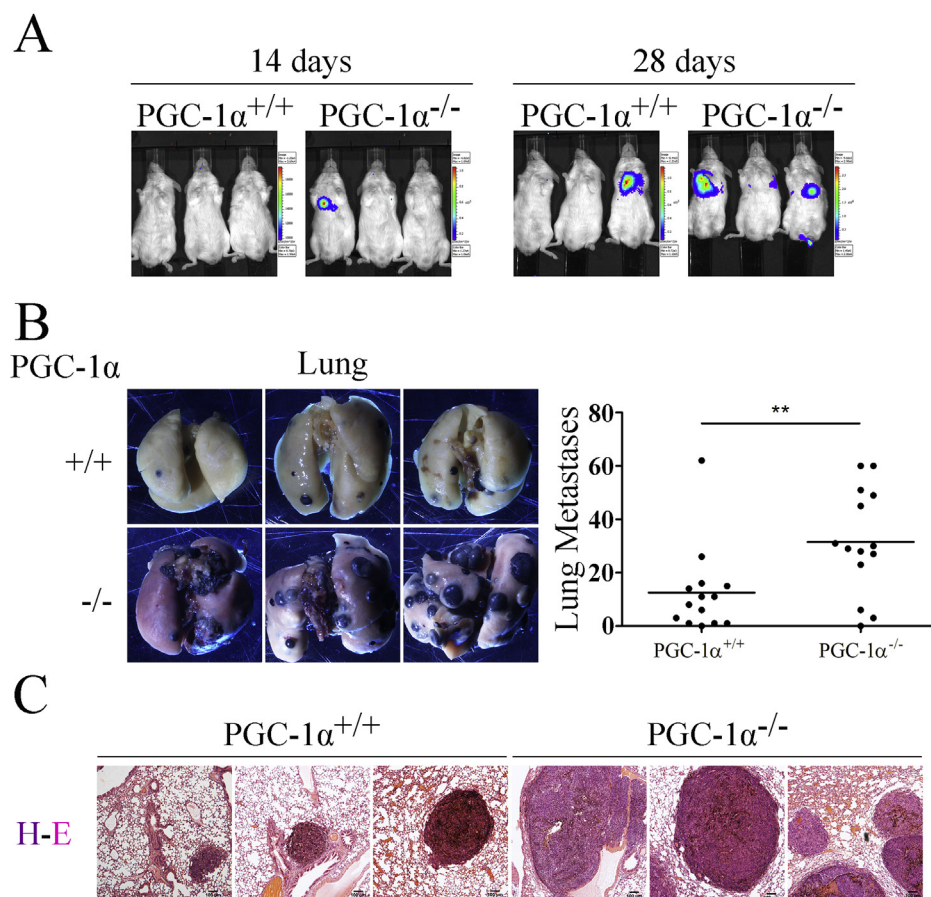 A
14 days
28 days
PGC-1α+/+
PGC-1α-/-
PGC-1α+/+
PGC-1α-/-
B
PGC-1α
Lung
+/+
-/-
Lung Metastases
80
60
40
20
0
**
PGC-1α+/+
PGC-1α-/-
C
PGC-1α+/+
PGC-1α-/-
H-E